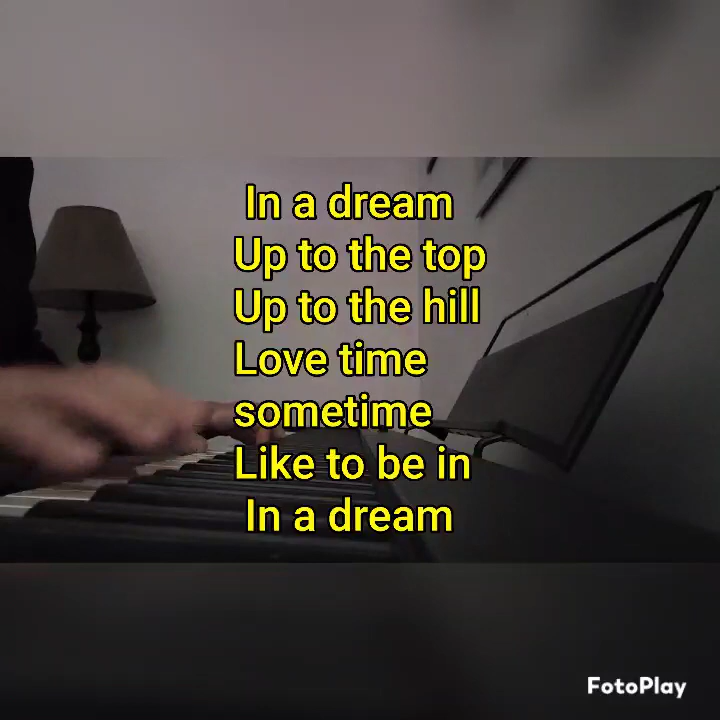 In a dream
Up to the top
Up to the hill
Love time
sometime
Like to be in
In a dream
FotoPlay